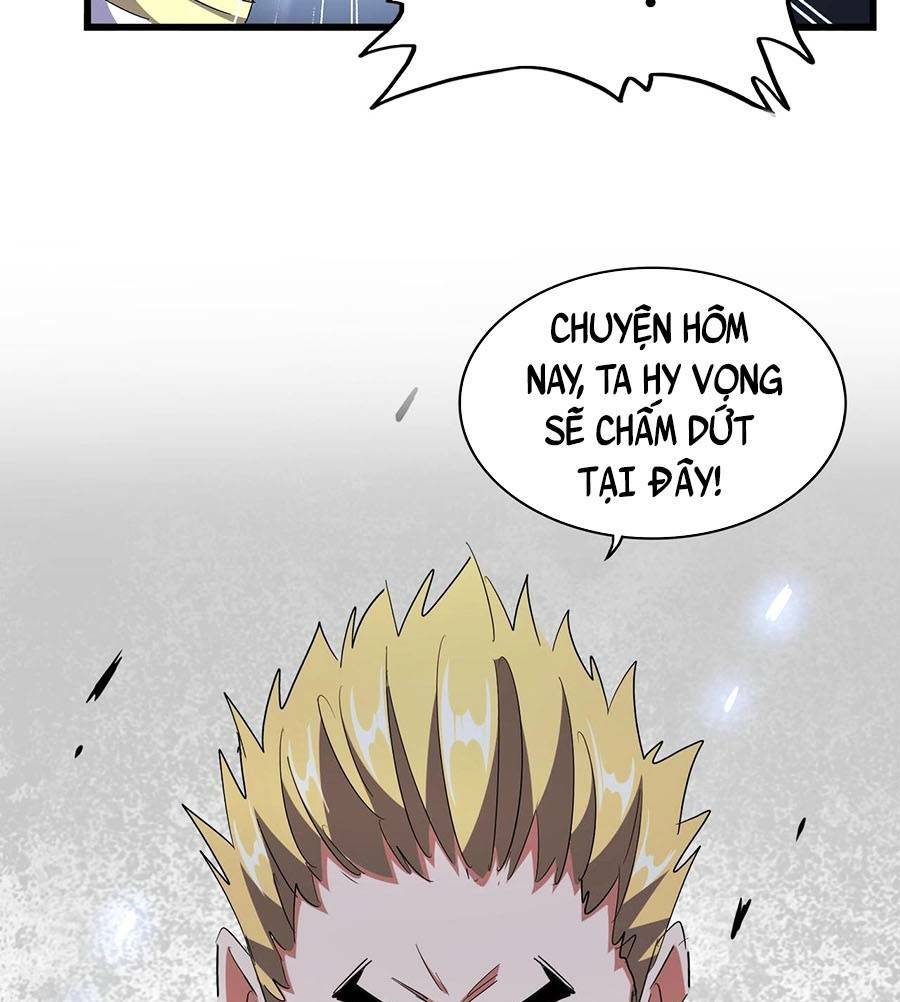 CHUYỆN HÔM
NAY, TA HY VỌNG
SẼ CHẤM DỨT
TẠI ĐÂY!